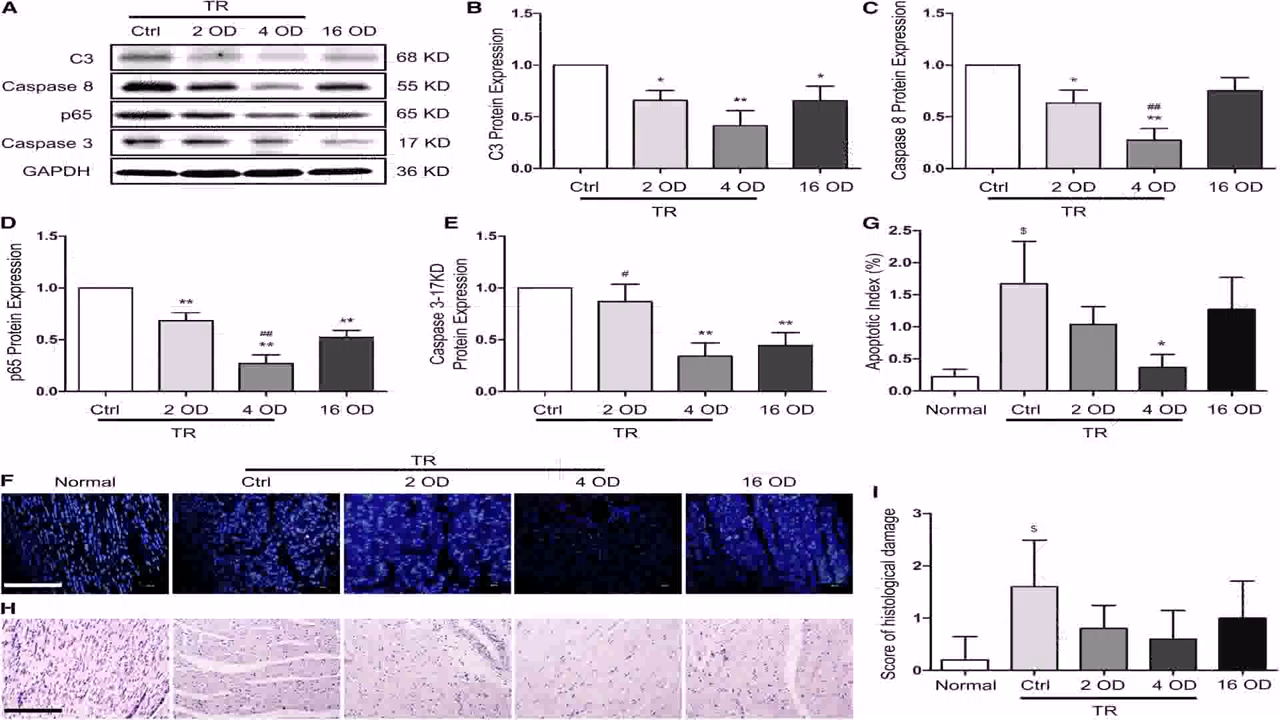 A
TR
Ctrl 2 OD 4 OD 16 OD
C3 68 KD
Caspase 8 55 KD
p65 65 KD
Caspase 3 17 KD
GAPDH 36 KD
B
C3 Protein Expression
1.5
1.0
0.5
0.0
* ** *
Ctrl 2 OD 4 OD 16 OD
TR
C
Caspase 8 Protein Expression
1.5
1.0
0.5
0.0
* ## **
Ctrl 2 OD 4 OD 16 OD
TR
D
p65 Protein Expression
1.5
1.0
0.5
0.0
** ## ** **
Ctrl 2 OD 4 OD 16 OD
TR
E
Caspase 3-17KD
Protein Expression
1.5
1.0
0.5
0.0
# ** **
Ctrl 2 OD 4 OD 16 OD
TR
G
Apoptotic Index (%)
2.5
2.0
1.5
1.0
0.5
0.0
$ *
Normal Ctrl 2 OD 4 OD 16 OD
TR
TR
F Normal Ctrl 2 OD 4 OD 16 OD
H
I
Score of histological damage
3
2
1
0
$
Normal Ctrl 2 OD 4 OD 16 OD
TR